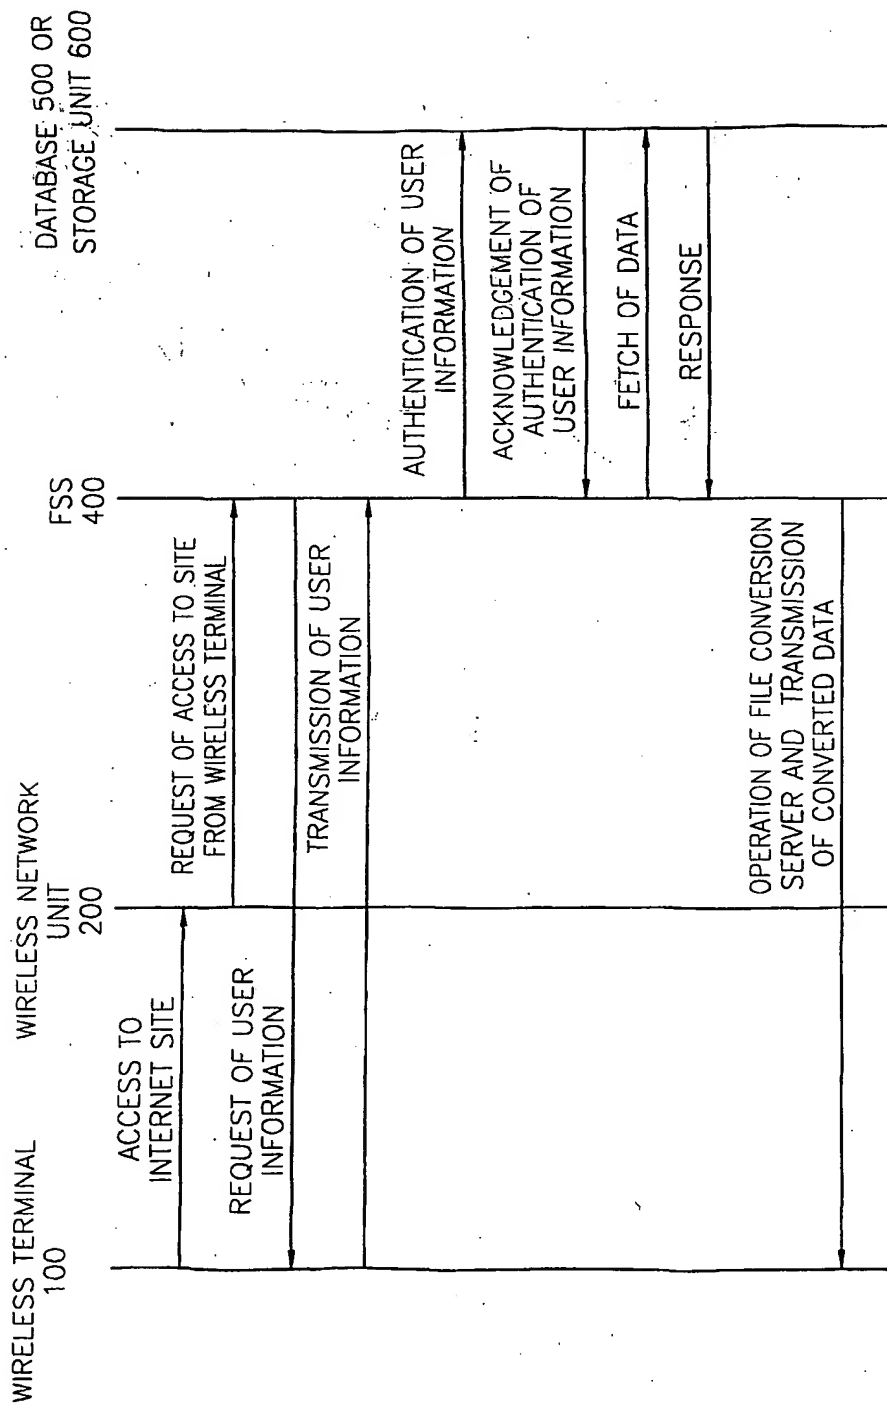 WIRELESS TERMINAL
100
WIRELESS NETWORK
UNIT
200
FSS
400
DATABASE 500 OR
STORAGE UNIT 600
ACCESS TO
INTERNET SITE
REQUEST OF ACCESS TO SITE
FROM WIRELESS TERMINAL
REQUEST OF USER
INFORMATION
TRANSMISSION OF USER
INFORMATION
AUTHENTICATION OF USER
INFORMATION
ACKNOWLEDGEMENT OF
AUTHENTICATION OF
USER INFORMATION
FETCH OF DATA
RESPONSE
OPERATION OF FILE CONVERSION
SERVER AND TRANSMISSION
OF CONVERTED DATA